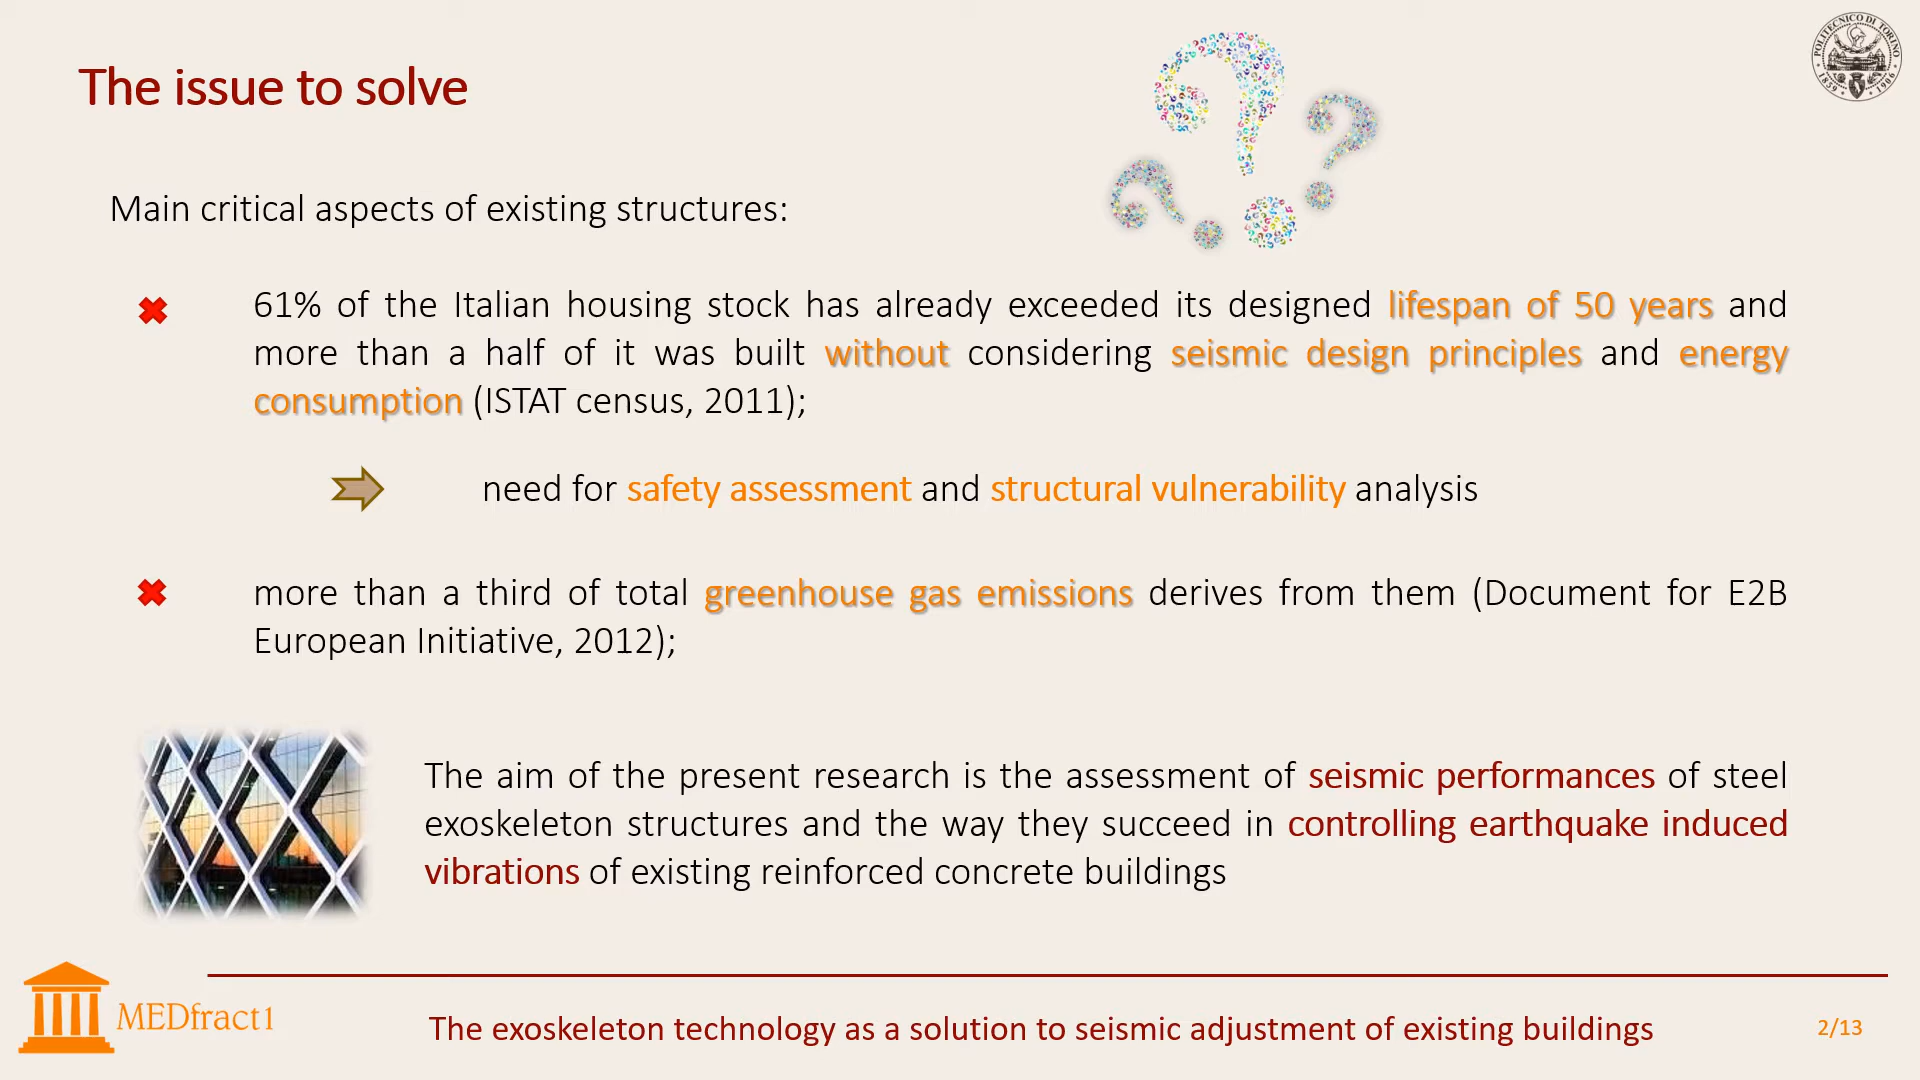 The issue to solve
POLITECNICO DI TORINO
1859 1906
Main critical aspects of existing structures:
61% of the Italian housing stock has already exceeded its designed lifespan of 50 years and
more than a half of it was built without considering seismic design principles and energy
consumption (ISTAT census, 2011);
need for safety assessment and structural vulnerability analysis
more than a third of total greenhouse gas emissions derives from them (Document for E2B
European Initiative, 2012);
The aim of the present research is the assessment of seismic performances of steel
exoskeleton structures and the way they succeed in controlling earthquake induced
vibrations of existing reinforced concrete buildings
MEDfract1
The exoskeleton technology as a solution to seismic adjustment of existing buildings
2/13